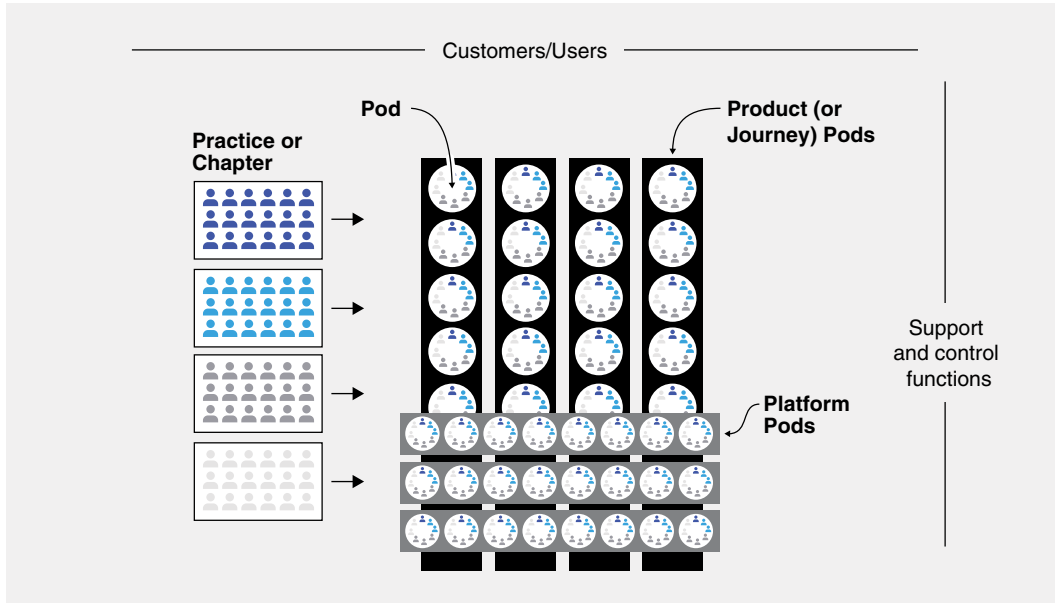 Customers/Users
Pod
Product (or
Journey) Pods
Practice or
Chapter
Support
and control
functions
Platform
Pods